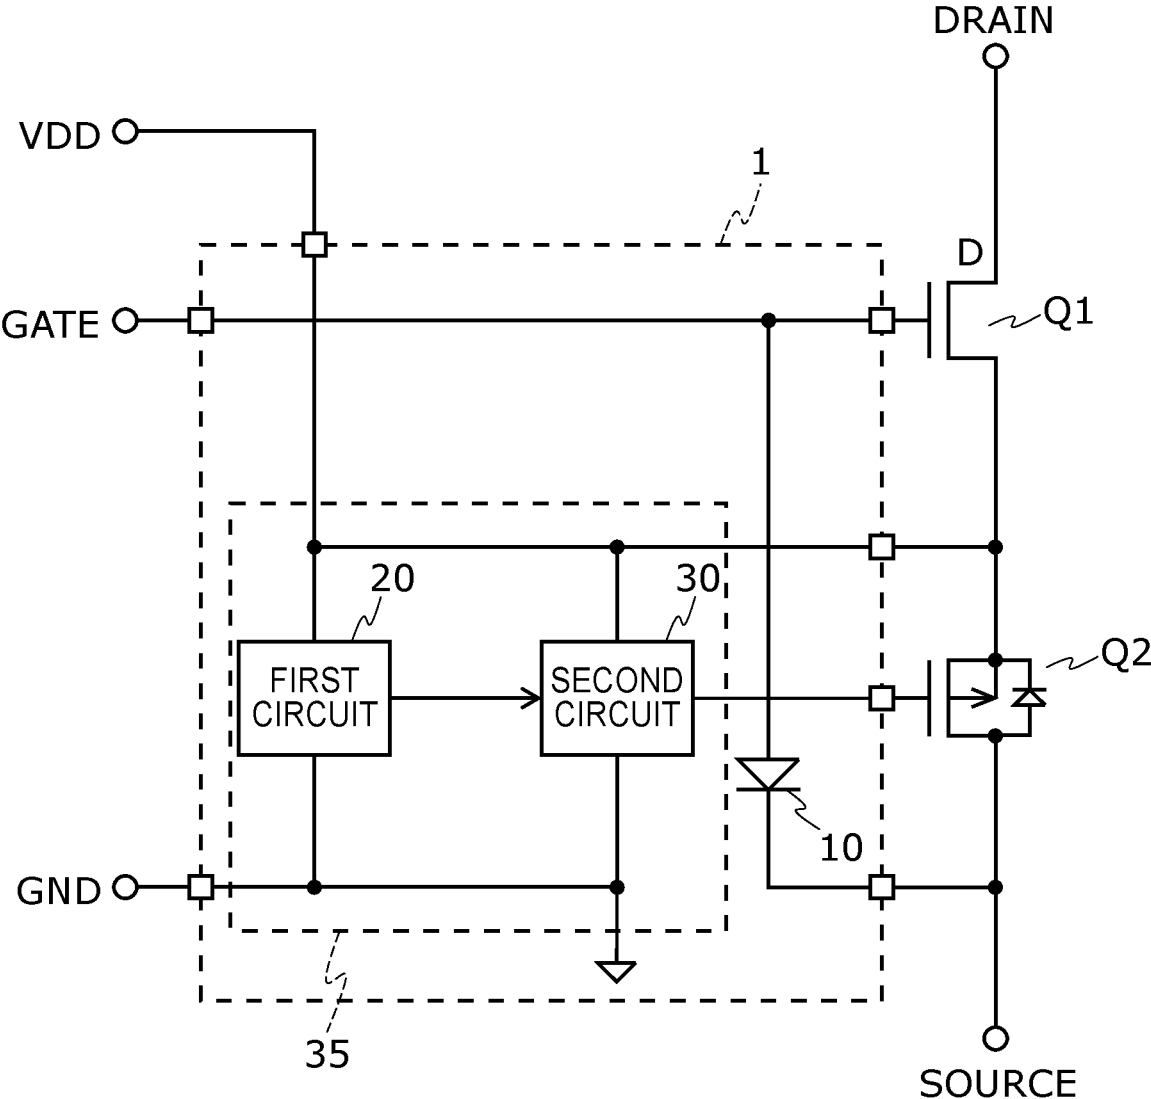 DRAIN
VDD
1
D
GATE
Q1
20
30
Q2
FIRST
CIRCUIT
SECOND
CIRCUIT
10
GND
35
SOURCE